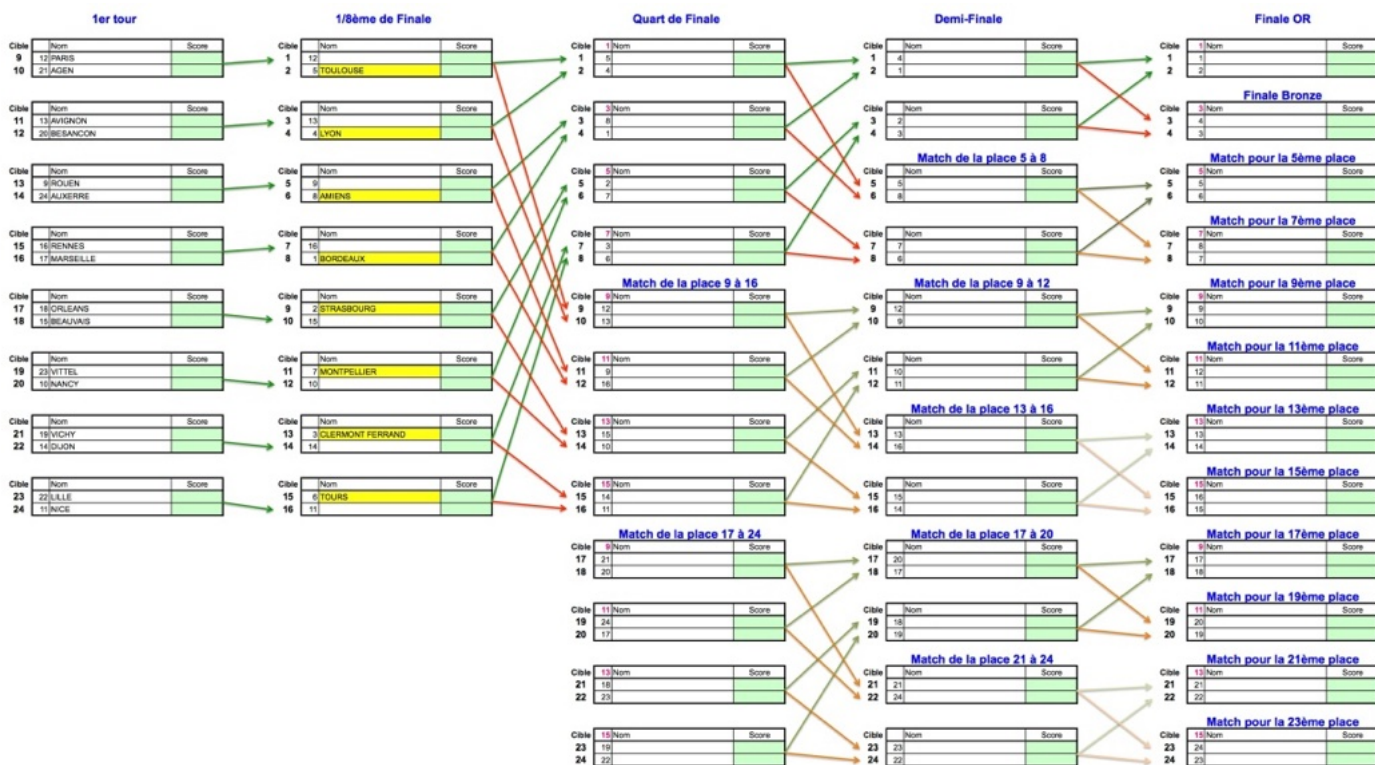 1er tour
Cible Nom Score
9 12 PARIS
10 21 AGEN
Cible Nom Score
11 13 AVIGNON
12 20 BESANCON
Cible Nom Score
13 9 ROUEN
14 24 AUXERRE
Cible Nom Score
15 16 RENNES
16 17 MARSEILLE
Cible Nom Score
17 18 ORLEANS
18 15 BEAUVAIS
Cible Nom Score
19 23 VITTEL
20 10 NANCY
Cible Nom Score
21 19 VICHY
22 14 DIJON
Cible Nom Score
23 22 LILLE
24 11 NICE
1/8ème de Finale
Cible Nom Score
1 12
2 5 TOULOUSE
Cible Nom Score
3 13
4 4 LYON
Cible Nom Score
5 9
6 8 AMIENS
Cible Nom Score
7 16
8 1 BORDEAUX
Cible Nom Score
9 2 STRASBOURG
10 15
Cible Nom Score
11 7 MONTPELLIER
12 10
Cible Nom Score
13 3 CLERMONT FERRAND
14 14
Cible Nom Score
15 6 TOURS
16 11
Quart de Finale
Cible 1 Nom Score
1 5
2 4
Cible 3 Nom Score
3 8
4 1
Cible 5 Nom Score
5 2
6 7
Cible 7 Nom Score
7 3
8 6
Match de la place 9 à 16
Cible 9 Nom Score
9 12
10 13
Cible 11 Nom Score
11 9
12 16
Cible 13 Nom Score
13 15
14 10
Cible 15 Nom Score
15 14
16 11
Match de la place 17 à 24
Cible 9 Nom Score
17 21
18 20
Cible 11 Nom Score
19 24
20 17
Cible 13 Nom Score
21 18
22 23
Cible 15 Nom Score
23 19
24 22
Demi-Finale
Cible Nom Score
1 4
2 1
Cible Nom Score
3 2
4 3
Match de la place 5 à 8
Cible Nom Score
5 5
6 8
Cible Nom Score
7 7
8 6
Match de la place 9 à 12
Cible Nom Score
9 12
10 9
Cible Nom Score
11 10
12 11
Match de la place 13 à 16
Cible Nom Score
13 13
14 16
Cible Nom Score
15 15
16 14
Match de la place 17 à 20
Cible Nom Score
17 20
18 17
Cible Nom Score
19 18
20 19
Match de la place 21 à 24
Cible Nom Score
21 21
22 24
Cible Nom Score
23 23
24 22
Finale OR
Cible 1 Nom Score
1 1
2 2
Finale Bronze
Cible 3 Nom Score
3 4
4 3
Match pour la 5ème place
Cible 5 Nom Score
5 5
6 6
Match pour la 7ème place
Cible 7 Nom Score
7 8
8 7
Match pour la 9ème place
Cible 9 Nom Score
9 9
10 10
Match pour la 11ème place
Cible 11 Nom Score
11 12
12 11
Match pour la 13ème place
Cible 13 Nom Score
13 13
14 14
Match pour la 15ème place
Cible 15 Nom Score
15 16
16 15
Match pour la 17ème place
Cible 9 Nom Score
17 17
18 18
Match pour la 19ème place
Cible 11 Nom Score
19 20
20 19
Match pour la 21ème place
Cible 13 Nom Score
21 21
22 22
Match pour la 23ème place
Cible 15 Nom Score
23 24
24 23